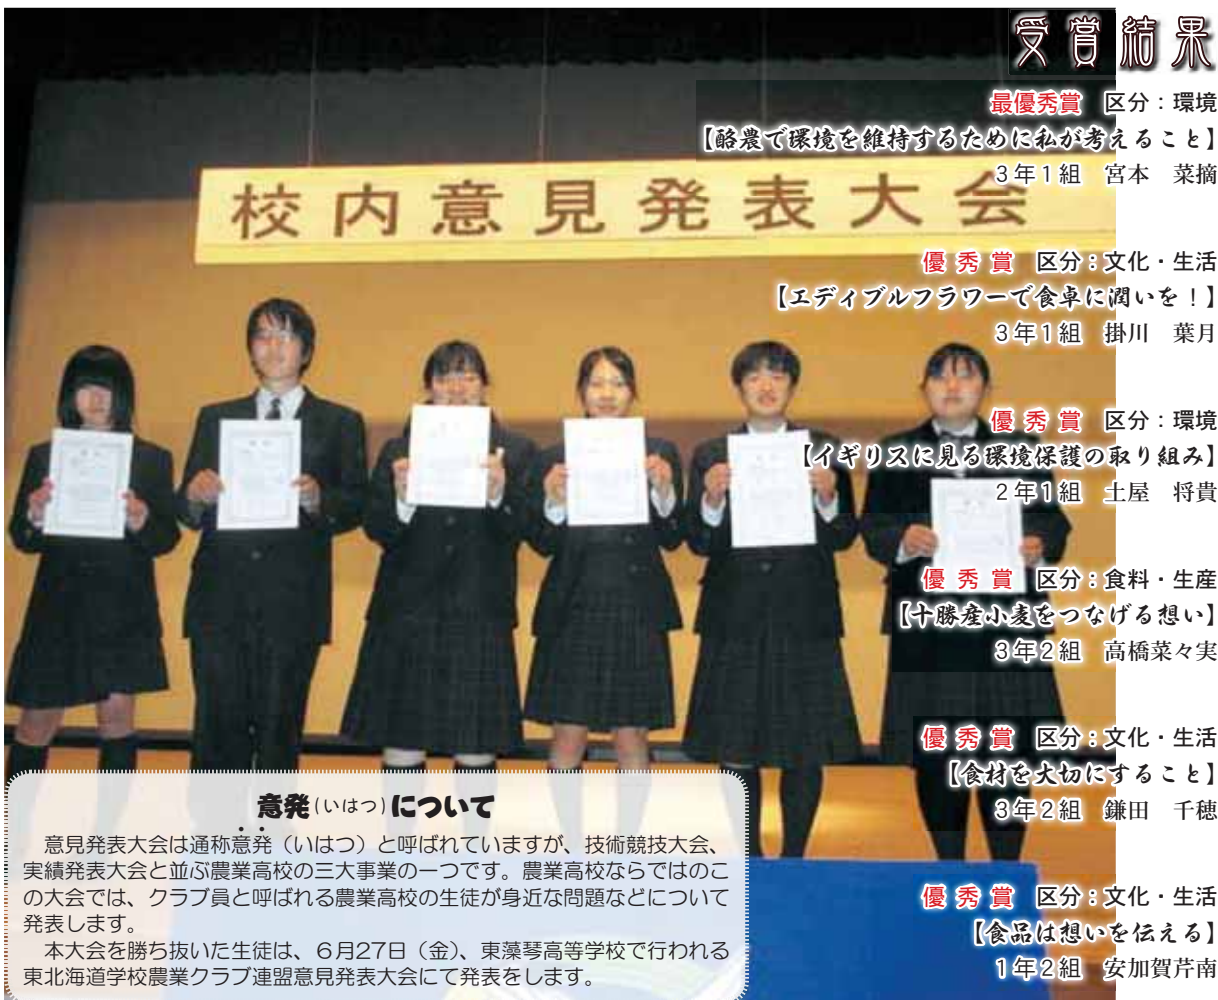 受賞結果
最優秀賞　区分：環境
【酪農で環境を維持するために私が考えること】
３年１組　宮本　菜摘
校内意見発表大会
優 秀 賞　区分：文化・生活
【エディブルフラワーで食卓に潤いを！】
３年１組　掛川　葉月
優 秀 賞　区分：環境
【イギリスに見る環境保護の取り組み】
２年１組　土屋　将貴
優 秀 賞　区分：食料・生産
【十勝産小麦をつなげる想い】
３年２組　高橋菜々実
優 秀 賞　区分：文化・生活
【食材を大切にすること】
３年２組　鎌田　千穂
優 秀 賞　区分：文化・生活
【食品は想いを伝える】
１年２組　安加賀芹南
意発(いはつ)について
意見発表大会は通称意発（いはつ）と呼ばれていますが、技術競技大会、
実績発表大会と並ぶ農業高校の三大事業の一つです。農業高校ならではのこ
の大会では、クラブ員と呼ばれる農業高校の生徒が身近な問題などについて
発表します。
本大会を勝ち抜いた生徒は、６月27日（金）、東藻琴高等学校で行われる
東北海道学校農業クラブ連盟意見発表大会にて発表をします。